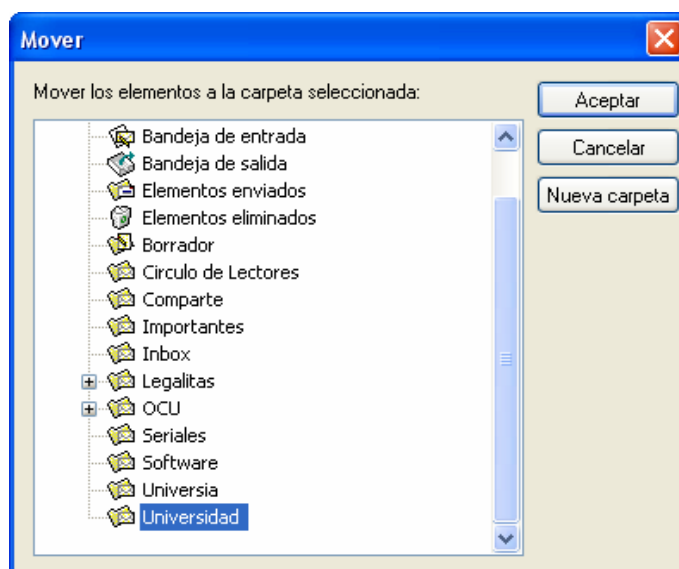 Mover
Mover los elementos a la carpeta seleccionada:
Aceptar
Cancelar
Nueva carpeta
Bandeja de entrada
Bandeja de salida
Elementos enviados
Elementos eliminados
Borrador
Circulo de Lectores
Comparte
Importantes
Inbox
Legalitas
OCU
Seriales
Software
Universia
Universidad